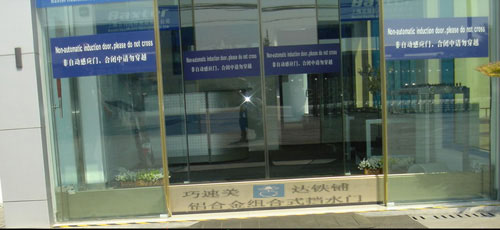 Baxter
Non-automatic induction door, please do not cross
非自动感应门、合闭中请勿穿越
Non-automatic induction door, please do not cross
非自动感应门、合闭中请勿穿越
Non-automatic induction door, please do not cross
非自动感应门、合闭中请勿穿越
Non-automatic induction door, please do not cross
非自动感应门、合闭中请勿穿越
巧速美 达铁铺
铝合金组合式挡水门